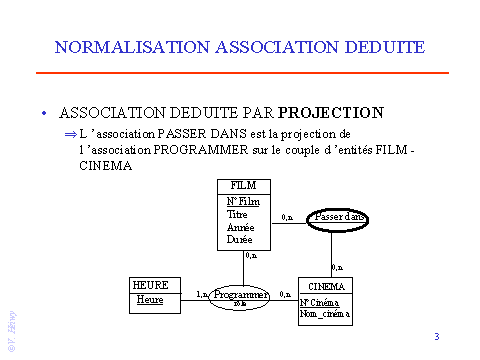 NORMALISATION ASSOCIATION DEDUITE
• ASSOCIATION DEDUITE PAR PROJECTION
⇒ L ’association PASSER DANS est la projection de
l ’association PROGRAMMER sur le couple d ’entités FILM -
CINEMA
FILM
N°Film
Titre
Année
Durée
0,n
Passer dans
0,n
0,n
HEURE
Heure
1,n
Programmer
0,n
CINEMA
N°Cinéma
Nom_cinéma
3